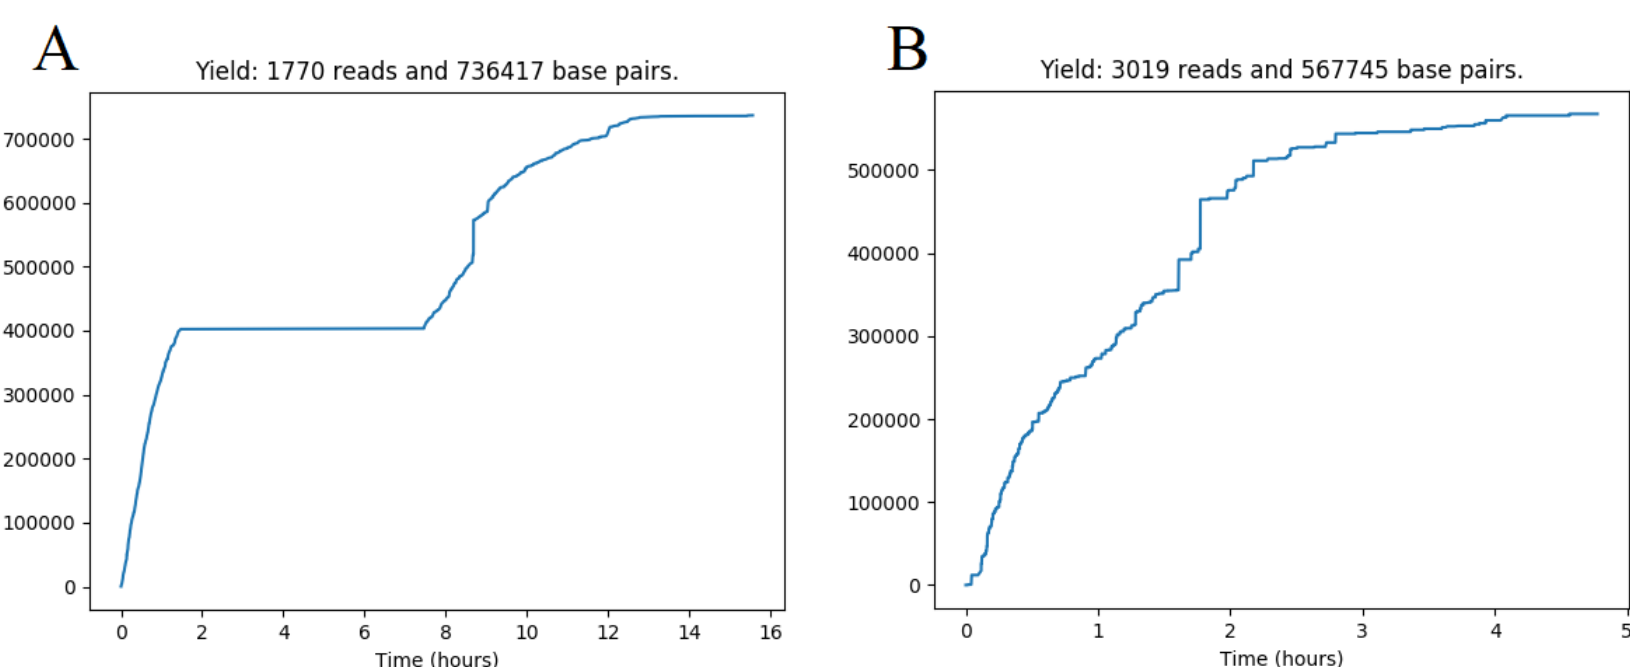 A
Yield: 1770 reads and 736417 base pairs.
700000
600000
500000
400000
300000
200000
100000
0
0 2 4 6 8 10 12 14 16
Time (hours)
B
Yield: 3019 reads and 567745 base pairs.
500000
400000
300000
200000
100000
0
0 1 2 3 4 5
Time (hours)